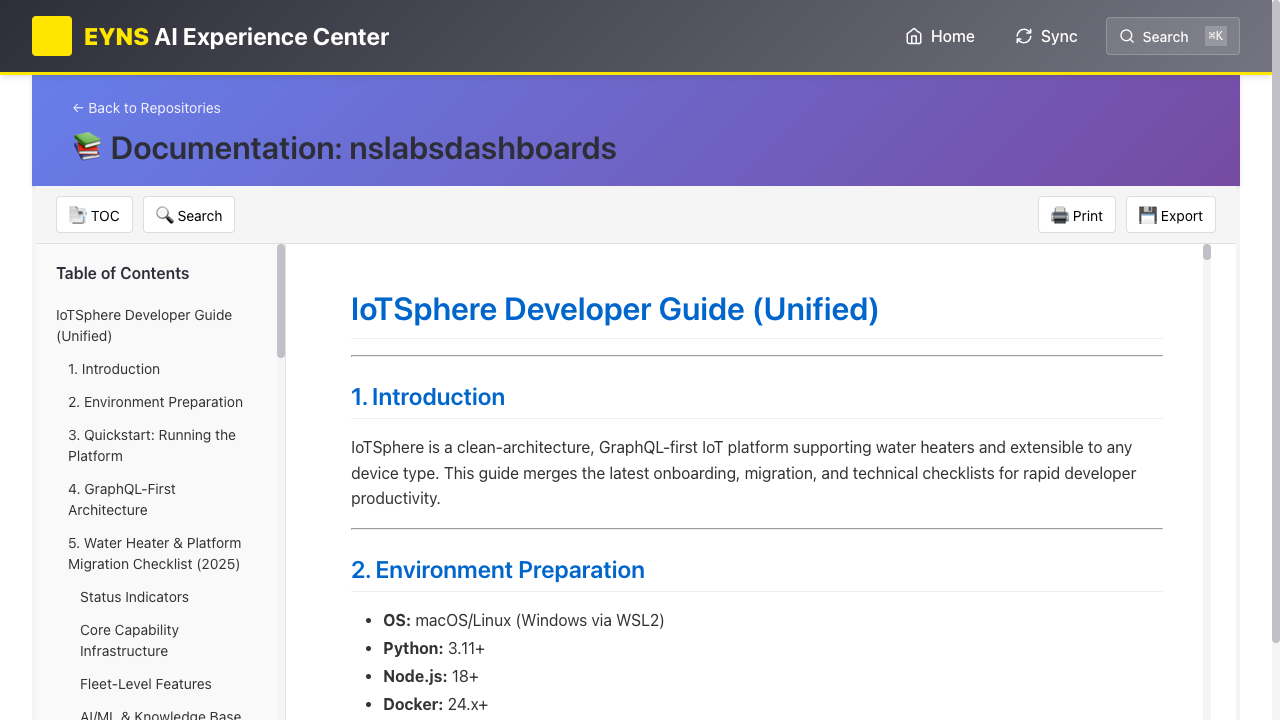 EYNS AI Experience Center
Home
Sync
Search ⌘K
← Back to Repositories
📚 Documentation: nslabsdashboards
TOC
Search
Print
Export
Table of Contents
IoTSphere Developer Guide
(Unified)
1. Introduction
2. Environment Preparation
3. Quickstart: Running the
Platform
4. GraphQL-First
Architecture
5. Water Heater & Platform
Migration Checklist (2025)
Status Indicators
Core Capability
Infrastructure
Fleet-Level Features
AI/ML & Knowledge Base
IoTSphere Developer Guide (Unified)
1. Introduction
IoTSphere is a clean-architecture, GraphQL-first IoT platform supporting water heaters and extensible to any
device type. This guide merges the latest onboarding, migration, and technical checklists for rapid developer
productivity.
2. Environment Preparation
• OS: macOS/Linux (Windows via WSL2)
• Python: 3.11+
• Node.js: 18+
• Docker: 24.x+